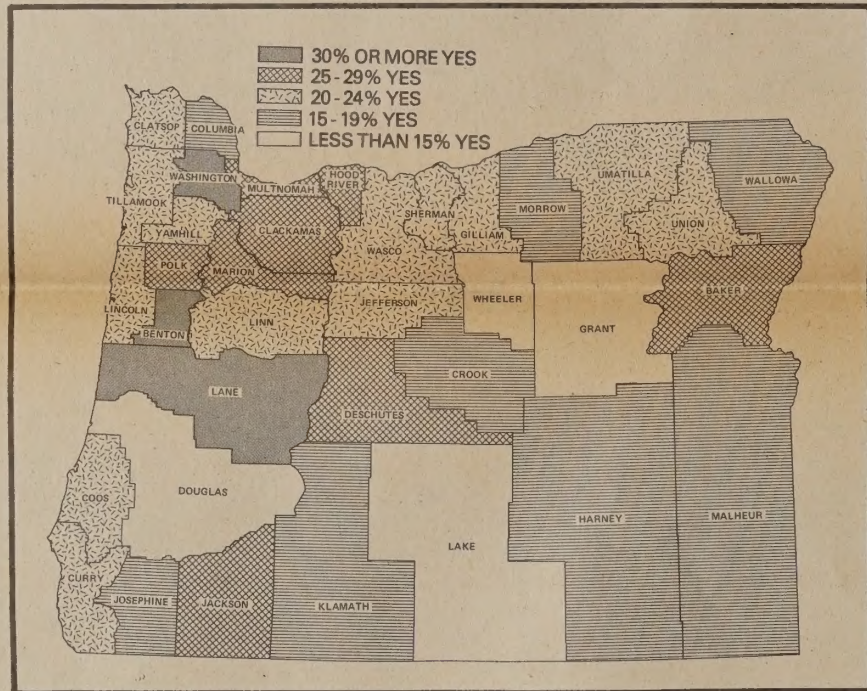 30% OR MORE YES
25-29% YES
20-24% YES
15-19% YES
LESS THAN 15% YES
CLATSOP
COLUMBIA
WASHINGTON
TILLAMOOK
MULTNOMAH
HOOD
RIVER
YAMHILL
CLACKAMAS
POLK
MARION
LINCOLN
BENTON
LINN
WASCO
SHERMAN
GILLIAM
MORROW
UMATILLA
UNION
WALLOWA
JEFFERSON
WHEELER
GRANT
BAKER
LANE
DESCHUTES
CROOK
COOS
DOUGLAS
CURRY
JOSEPHINE
JACKSON
KLAMATH
LAKE
HARNEY
MALHEUR